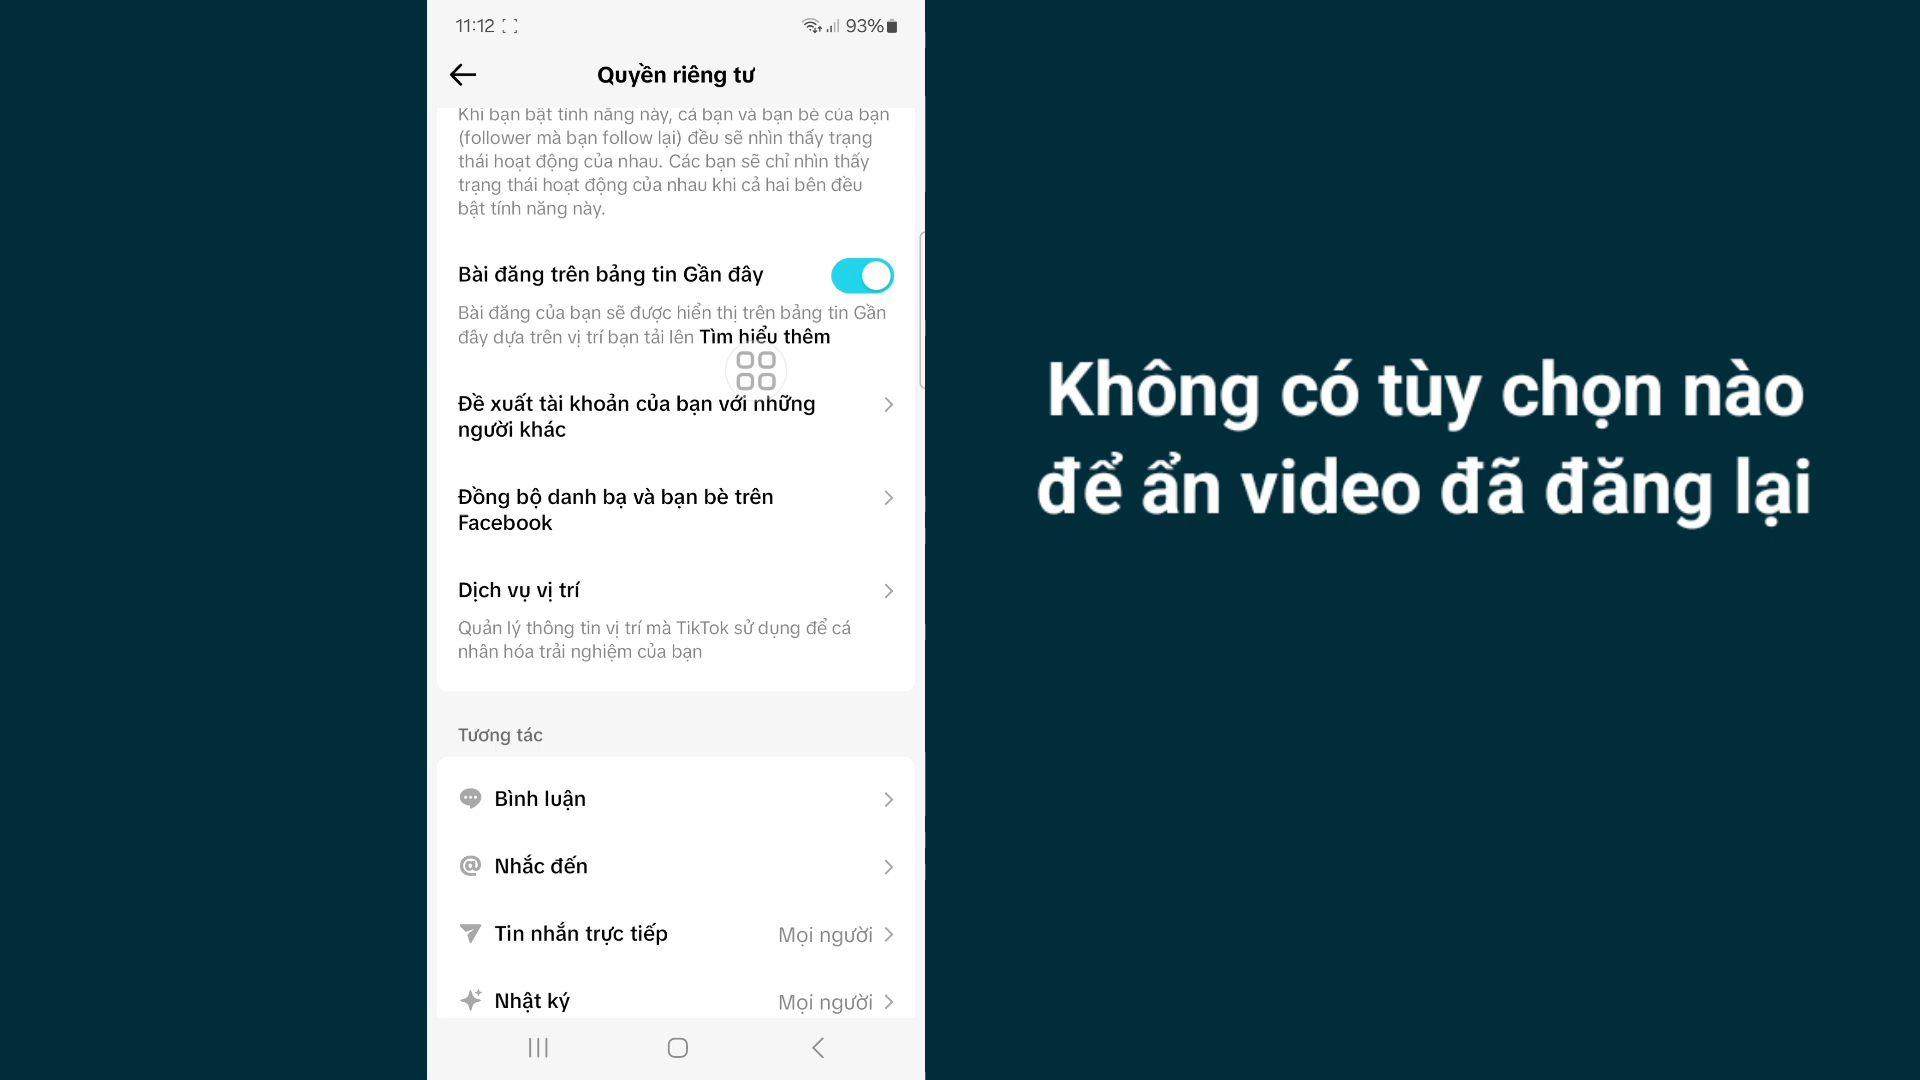 11:12
93%
Quyền riêng tư
Khi bạn bật tính năng này, cả bạn và bạn bè của bạn
(follower mà bạn follow lại) đều sẽ nhìn thấy trạng
thái hoạt động của nhau. Các bạn sẽ chỉ nhìn thấy
trạng thái hoạt động của nhau khi cả hai bên đều
bật tính năng này.
Bài đăng trên bảng tin Gần đây
Bài đăng của bạn sẽ được hiển thị trên bảng tin Gần
đây dựa trên vị trí bạn tải lên Tìm hiểu thêm
Đề xuất tài khoản của bạn với những
người khác
Đồng bộ danh bạ và bạn bè trên
Facebook
Dịch vụ vị trí
Quản lý thông tin vị trí mà TikTok sử dụng để cá
nhân hóa trải nghiệm của bạn
Tương tác
Bình luận
Nhắc đến
Tin nhắn trực tiếp Mọi người
Nhật ký Mọi người
Không có tùy chọn nào
để ẩn video đã đăng lại